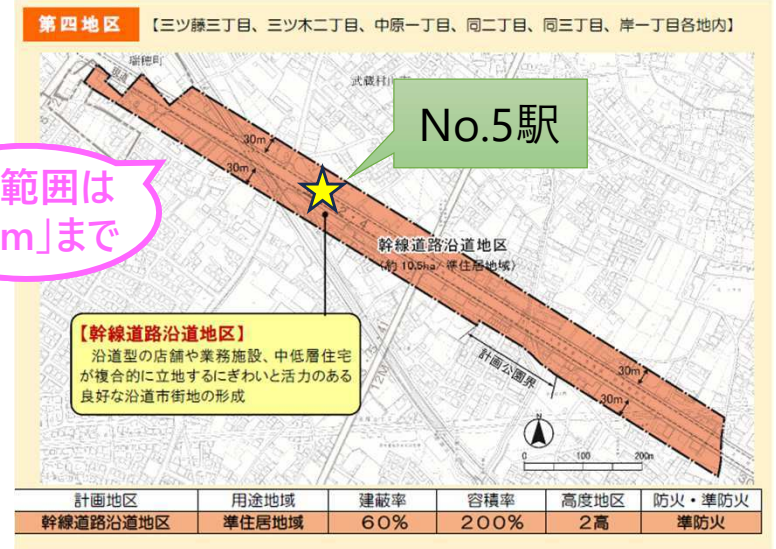 第四地区 【三ツ藤三丁目、三ツ木二丁目、中原一丁目、同二丁目、同三丁目、岸一丁目各地内】
瑞穂町
No.5駅
30m
30m
範囲は
m」まで
幹線道路沿道地区
(約 10.5ha/準住居地域)
【幹線道路沿道地区】
沿道型の店舗や業務施設、中低層住宅
が複合的に立地するにぎわいと活力のある
良好な沿道市街地の形成
計画公園界
30m
30m
N
0 100 200m
計画地区 用途地域 建蔽率 容積率 高度地区 防火・準防火
幹線道路沿道地区 準住居地域 60% 200% 2高 準防火